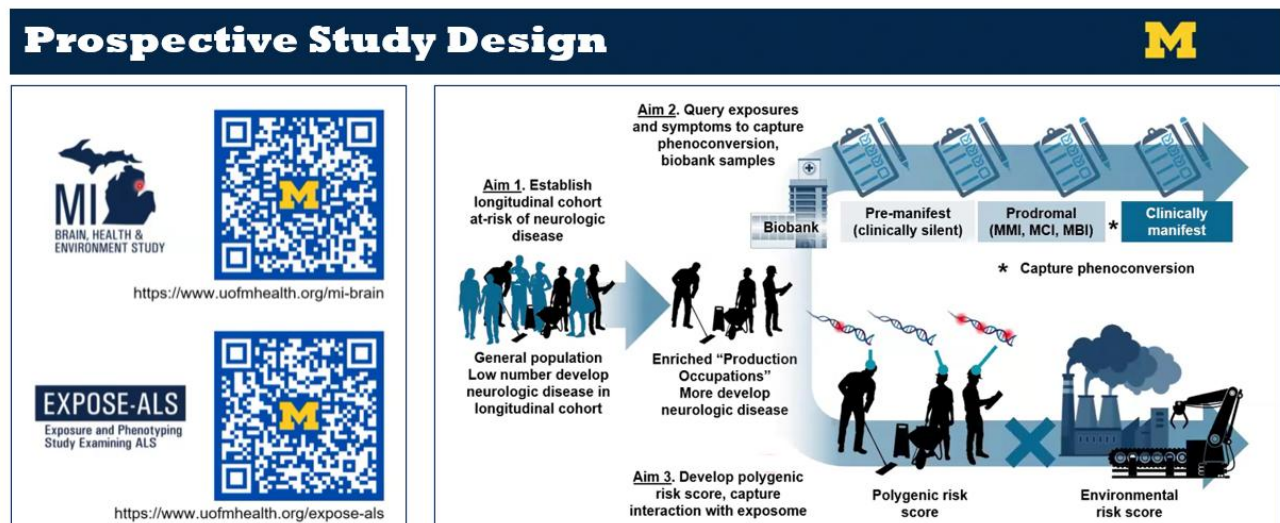 Prospective Study Design
M
MI
BRAIN, HEALTH &
ENVIRONMENT STUDY
M
https://www.uofmhealth.org/mi-brain
EXPOSE-ALS
Exposure and Phenotyping
Study Examining ALS
M
https://www.uofmhealth.org/expose-als
Aim 1. Establish
longitudinal cohort
at-risk of neurologic
disease
General population
Low number develop
neurologic disease in
longitudinal cohort
Enriched “Production
Occupations”
More develop
neurologic disease
Aim 2. Query exposures
and symptoms to capture
phenoconversion,
biobank samples
Biobank
Pre-manifest
(clinically silent)
Prodromal
(MMI, MCI, MBI)
*
Clinically
manifest
* Capture phenoconversion
Aim 3. Develop polygenic
risk score, capture
interaction with exposome
Polygenic risk
score
Environmental
risk score